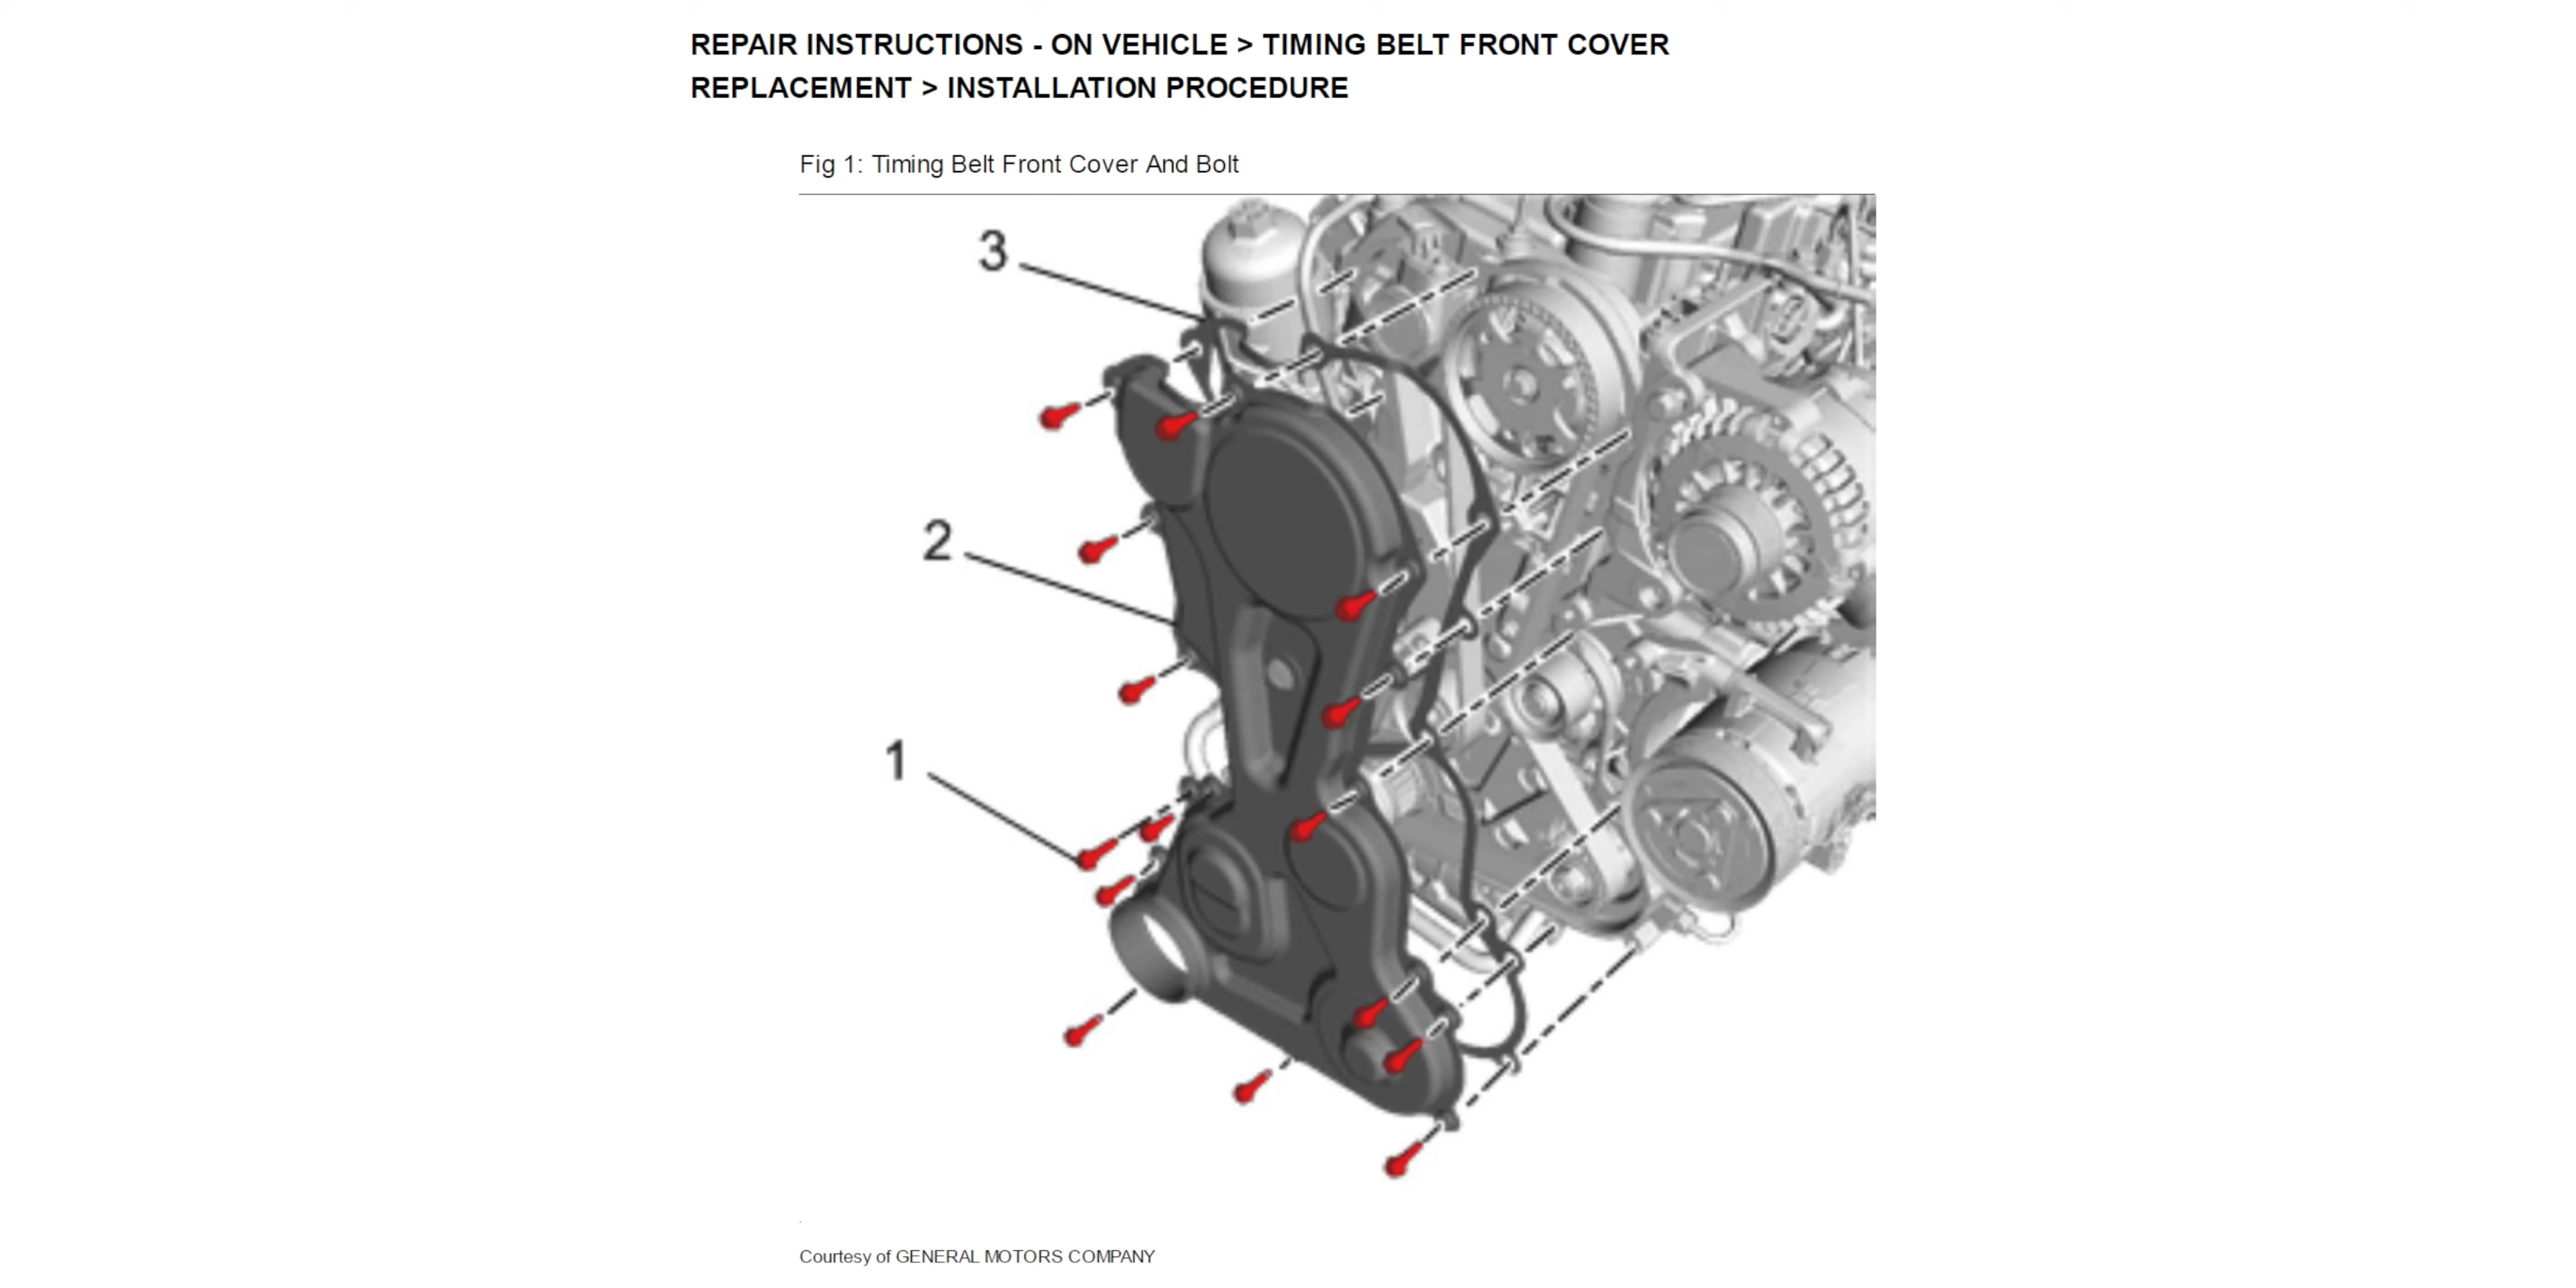 REPAIR INSTRUCTIONS - ON VEHICLE > TIMING BELT FRONT COVER
REPLACEMENT > INSTALLATION PROCEDURE
Fig 1: Timing Belt Front Cover And Bolt
3
2
1
Courtesy of GENERAL MOTORS COMPANY